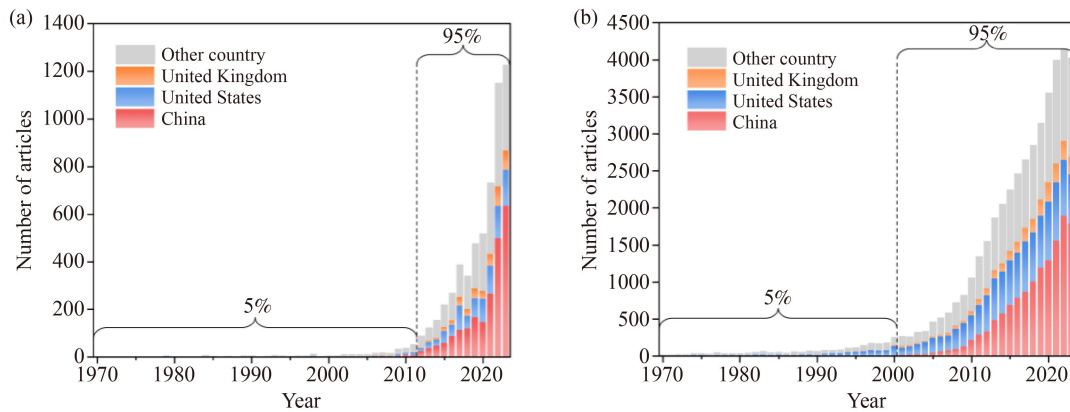 (a)
1400
1200
1000
800
600
400
200
0
Number of articles
Other country
United Kingdom
United States
China
5%
95%
1970
1980
1990
2000
2010
2020
Year
(b)
4500
4000
3500
3000
2500
2000
1500
1000
500
0
Number of articles
Other country
United Kingdom
United States
China
5%
95%
1970
1980
1990
2000
2010
2020
Year